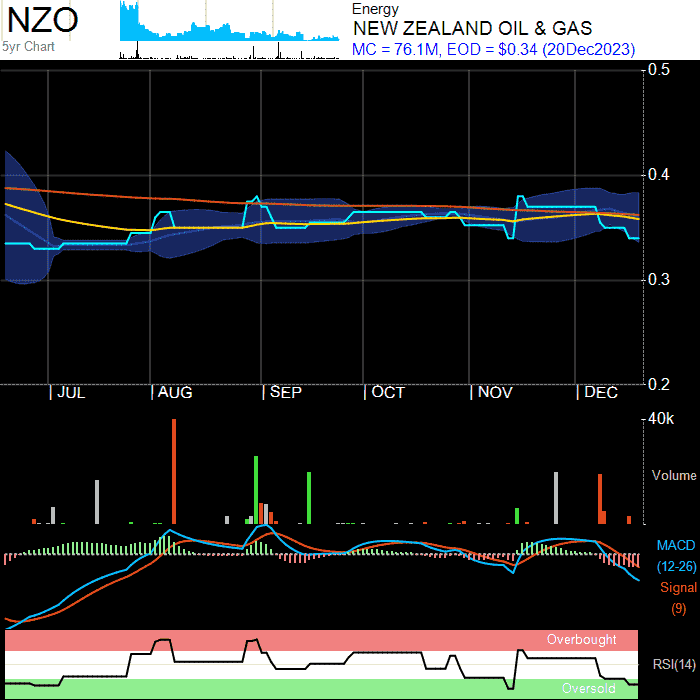 NZO
5yr Chart
Energy
NEW ZEALAND OIL & GAS
MC = 76.1M, EOD = $0.34 (20Dec2023)
0.5
0.4
0.3
0.2
| JUL | AUG | SEP | OCT | NOV | DEC
40k
Volume
MACD
(12-26)
Signal
(9)
Overbought
RSI(14)
Oversold